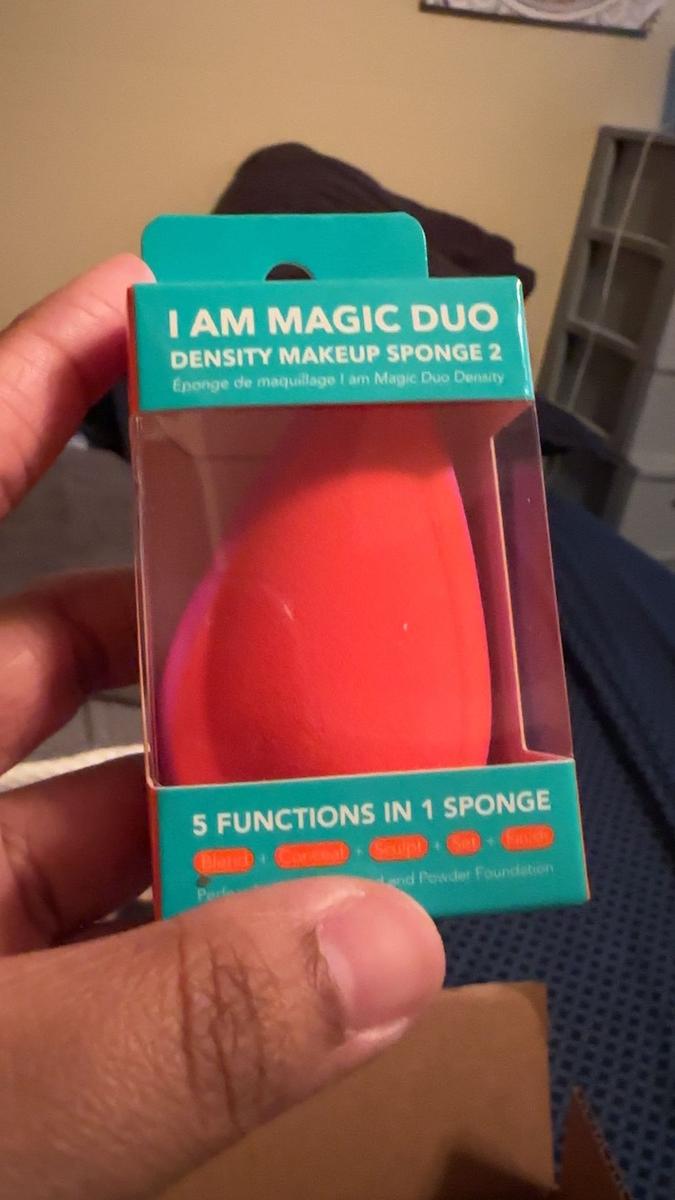 I AM MAGIC DUO
DENSITY MAKEUP SPONGE 2
Éponge de maquillage I am Magic Duo Density
5 FUNCTIONS IN 1 SPONGE
Blend + Conceal + Sculpt + Set + Finish
and Powder Foundation